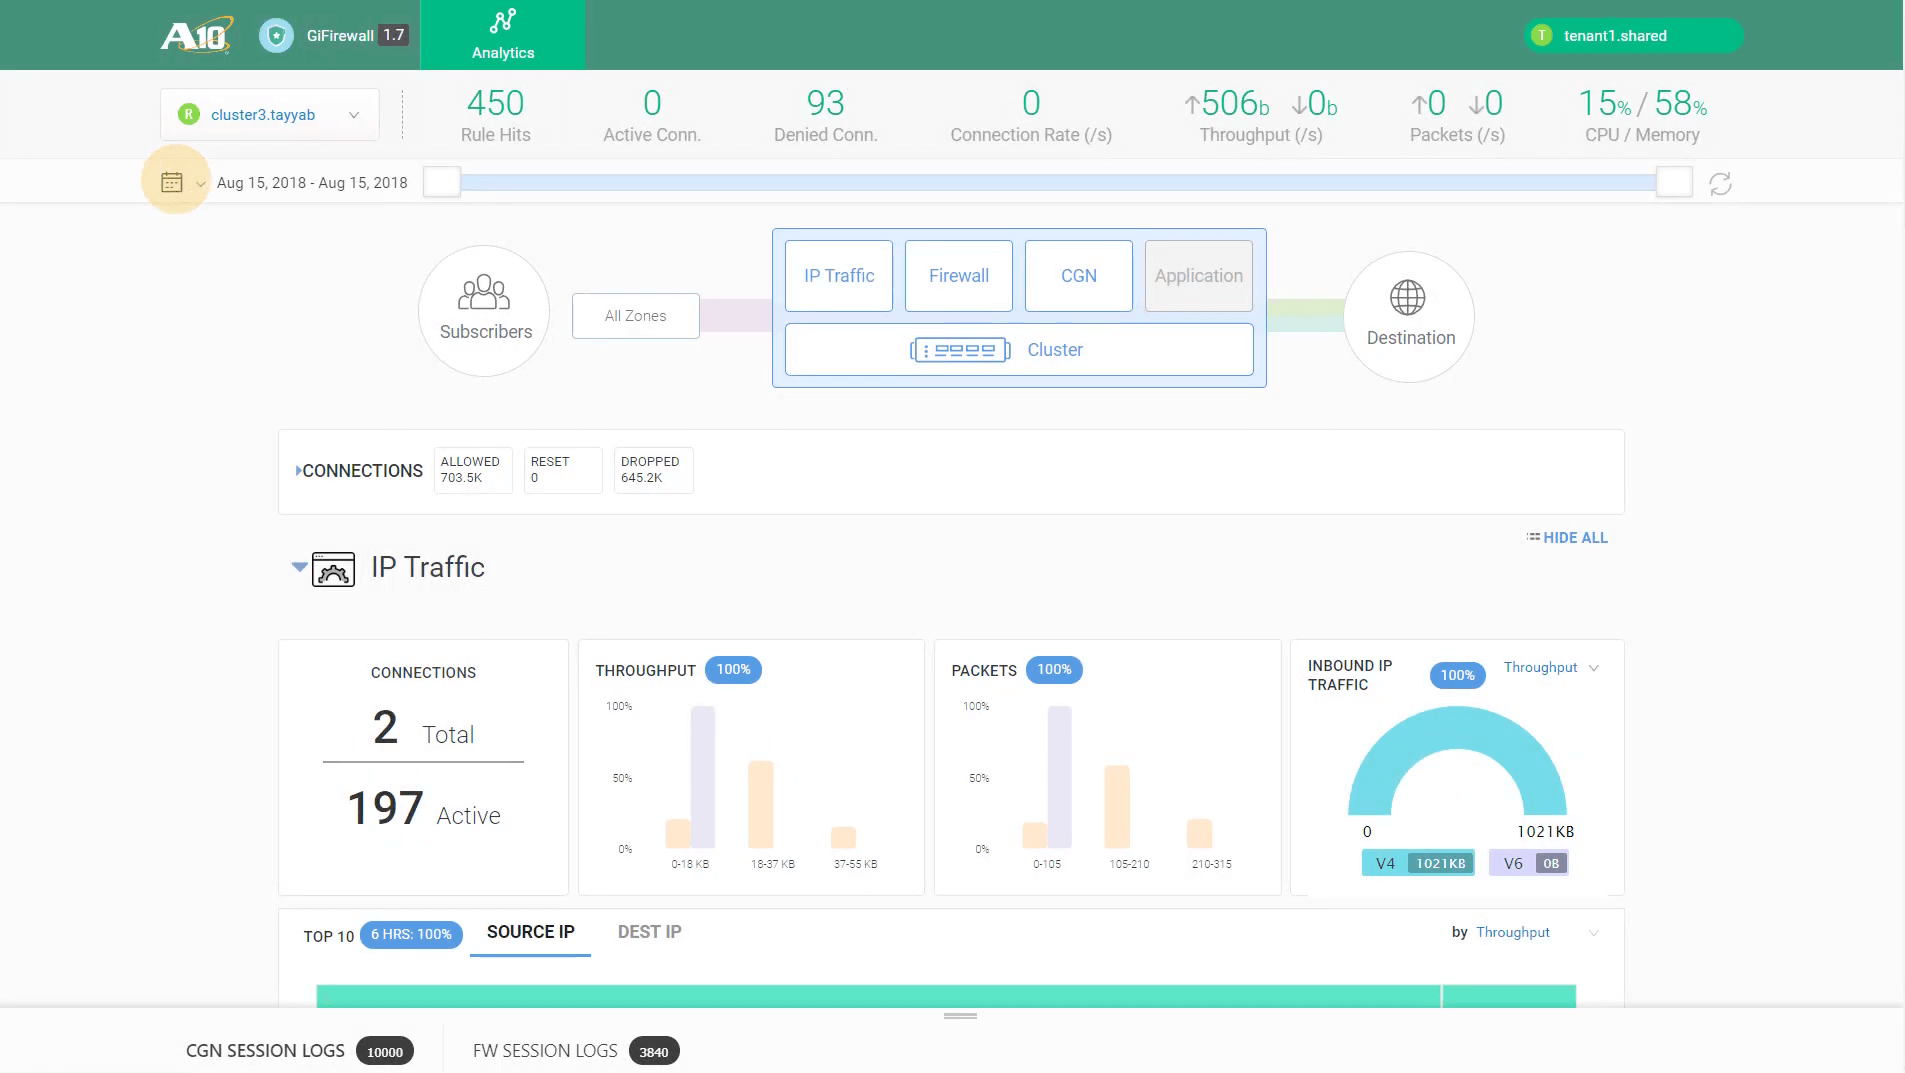 A10 GiFirewall 1.7
Analytics
T tenant1.shared
R cluster3.tayyab
450
Rule Hits
0
Active Conn.
93
Denied Conn.
0
Connection Rate (/s)
↑506b ↓0b
Throughput (/s)
↑0 ↓0
Packets (/s)
15% / 58%
CPU / Memory
Aug 15, 2018 - Aug 15, 2018
Subscribers
All Zones
IP Traffic
Firewall
CGN
Application
Cluster
Destination
CONNECTIONS
ALLOWED
703.5K
RESET
0
DROPPED
645.2K
HIDE ALL
IP Traffic
CONNECTIONS
2 Total
197 Active
THROUGHPUT 100%
100%
50%
0%
0-18 KB 18-37 KB 37-55 KB
PACKETS 100%
100%
50%
0%
0-105 105-210 210-315
INBOUND IP
TRAFFIC
100%
Throughput
0 1021KB
V4 1021KB V6 0B
TOP 10 6 HRS: 100% SOURCE IP DEST IP
by Throughput
CGN SESSION LOGS 10000 FW SESSION LOGS 3840